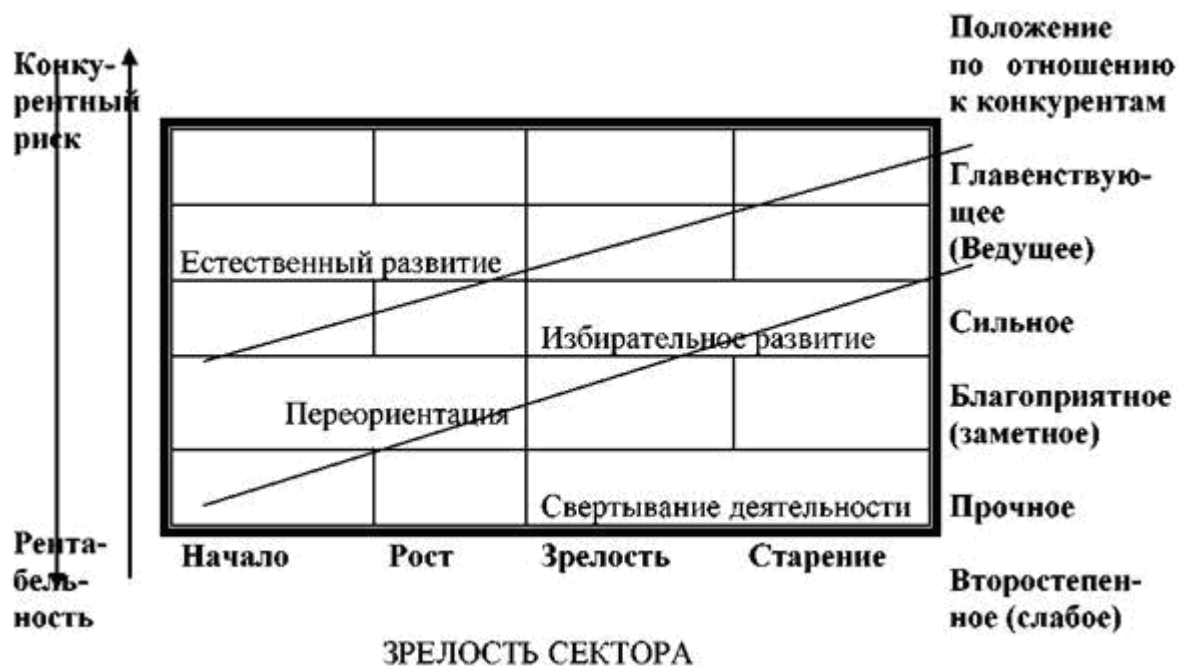 Положение
по отношению
к конкурентам
Конку-
рентный
риск
Главенствую-
щее
(Ведущее)
Естественный развитие
Сильное
Избирательное развитие
Благоприятное
(заметное)
Переориентация
Свертывание деятельности
Прочное
Рента-
бель-
ность
Начало Рост Зрелость Старение
Второстепен-
ное (слабое)
ЗРЕЛОСТЬ СЕКТОРА